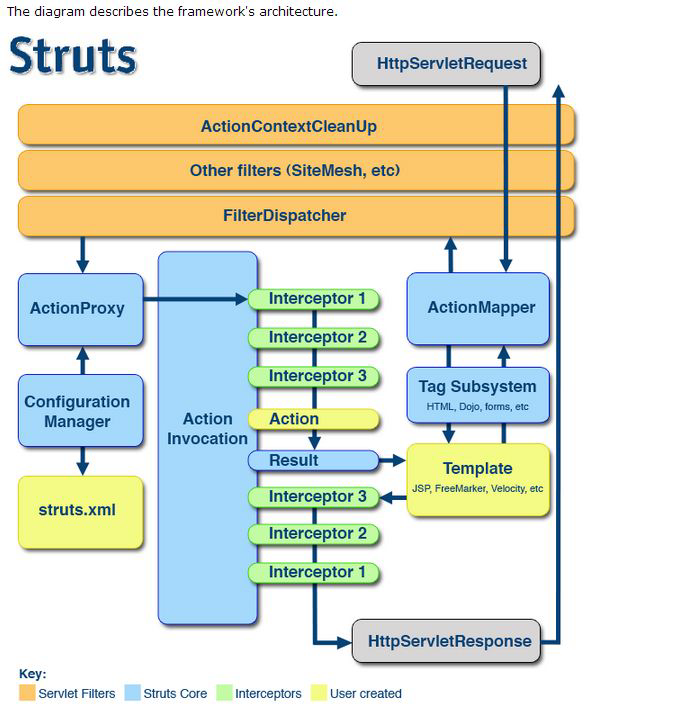 The diagram describes the framework's architecture.
Struts
HttpServletRequest
ActionContextCleanUp
Other filters (SiteMesh, etc)
FilterDispatcher
ActionProxy
Interceptor 1
ActionMapper
Interceptor 2
Interceptor 3
Configuration
Manager
Tag Subsystem
HTML, Dojo, forms, etc
Action
Invocation
Action
Result
Template
JSP, FreeMarker, Velocity, etc
struts.xml
Interceptor 3
Interceptor 2
Interceptor 1
HttpServletResponse
Key:
Servlet Filters
Struts Core
Interceptors
User created